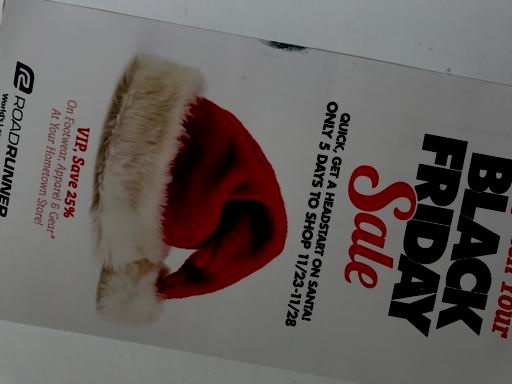 Your
BLACK
FRIDAY
Sale
QUICK, GET A HEADSTART ON SANTA!
ONLY 5 DAYS TO SHOP 11/23-11/28
VIP, Save 25%
On Footwear, Apparel & Gear*
At Your Hometown Store!
ROADRUNNER